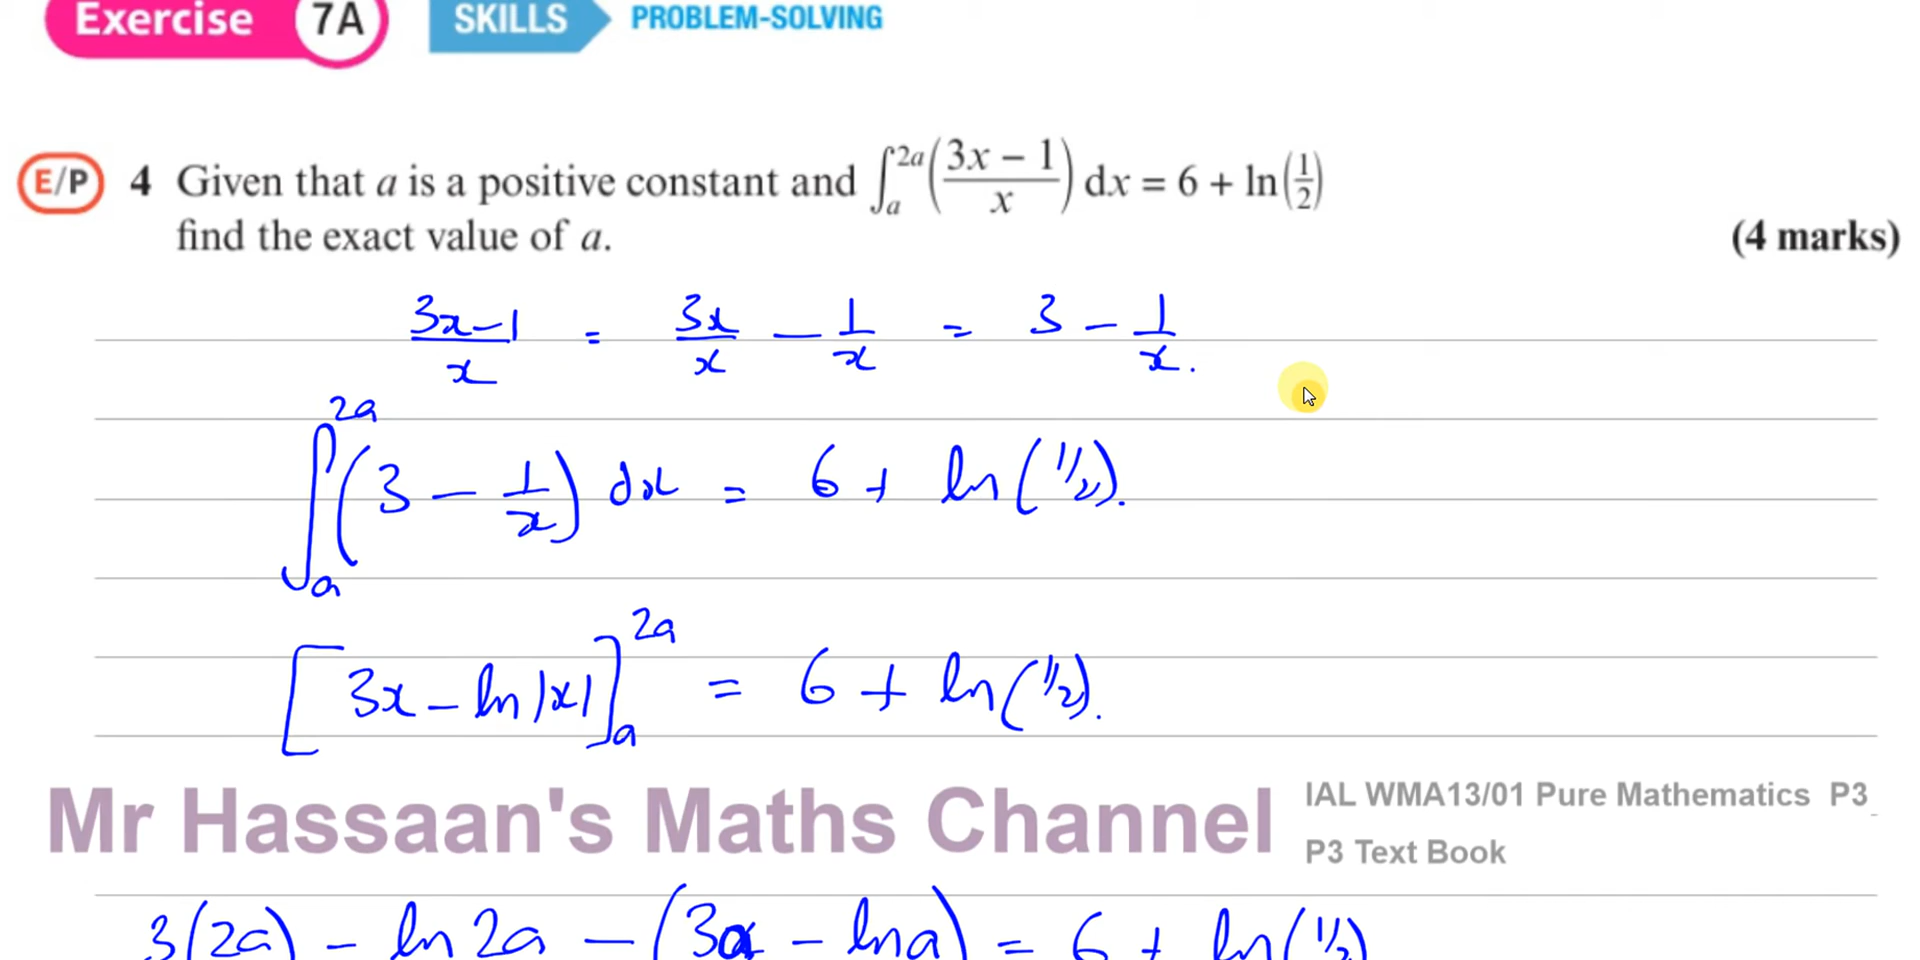 Exercise 7A SKILLS PROBLEM-SOLVING
E/P 4 Given that a is a positive constant and ∫_a^{2a} ((3x − 1)/x) dx = 6 + ln(1/2)
find the exact value of a. (4 marks)
(3x−1)/x = 3x/x − 1/x = 3 − 1/x.
∫_a^{2a} (3 − 1/x) dx = 6 + ln(1/2).
[3x − ln|x|]_a^{2a} = 6 + ln(1/2).
Mr Hassaan's Maths Channel
IAL WMA13/01 Pure Mathematics P3_
P3 Text Book
3(2a) − ln 2a − (3a − ln a) = 6 + ln(1/2)